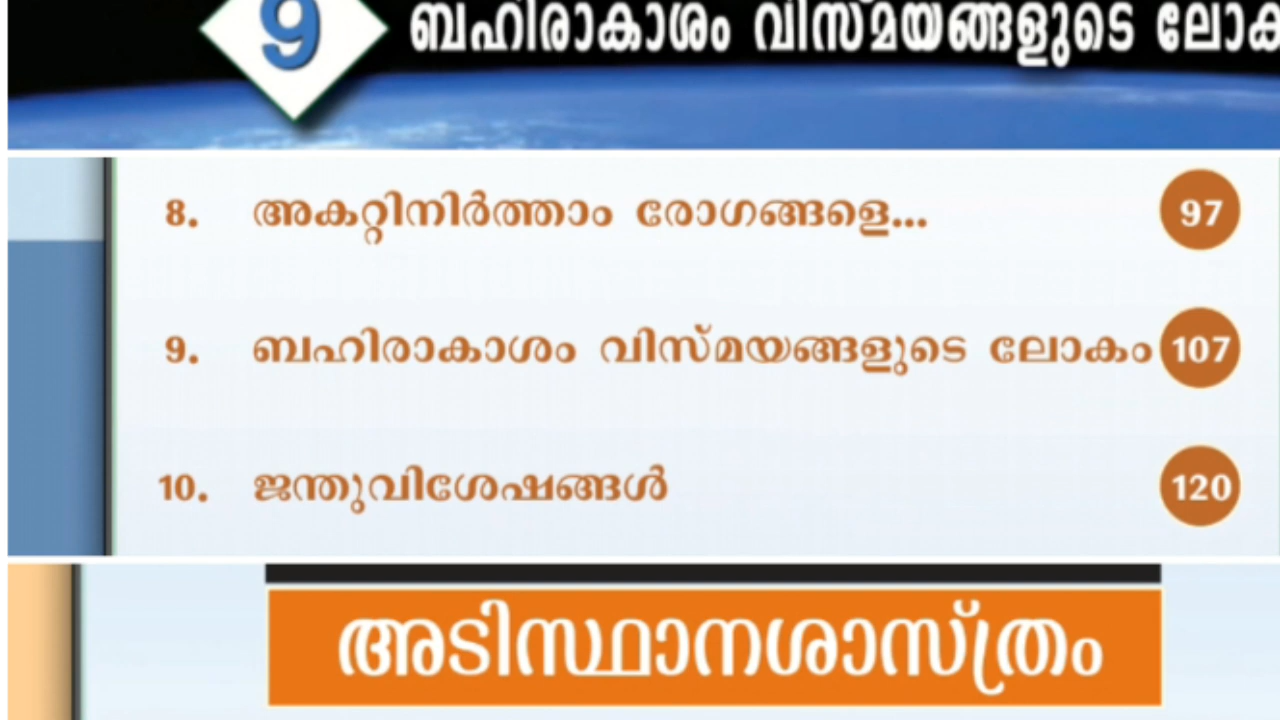 9 ബഹിരാകാശം വിസ്മയങ്ങളുടെ ലോക
8. അകറ്റിനിർത്താം രോഗങ്ങളെ... 97
9. ബഹിരാകാശം വിസ്മയങ്ങളുടെ ലോകം 107
10. ജന്തുവിശേഷങ്ങൾ 120
അടിസ്ഥാനശാസ്ത്രം